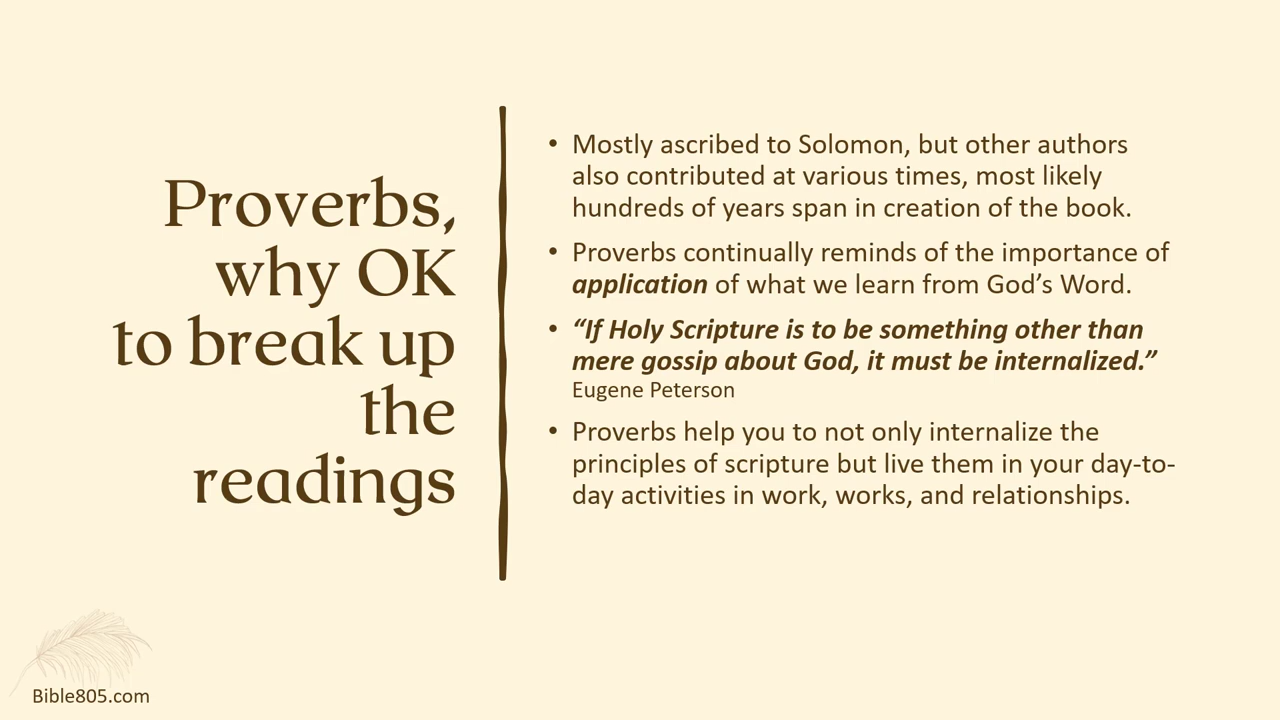 Proverbs,
why OK
to break up
the
readings
• Mostly ascribed to Solomon, but other authors
also contributed at various times, most likely
hundreds of years span in creation of the book.
• Proverbs continually reminds of the importance of
application of what we learn from God’s Word.
• “If Holy Scripture is to be something other than
mere gossip about God, it must be internalized.”
Eugene Peterson
• Proverbs help you to not only internalize the
principles of scripture but live them in your day-to-
day activities in work, works, and relationships.
Bible805.com